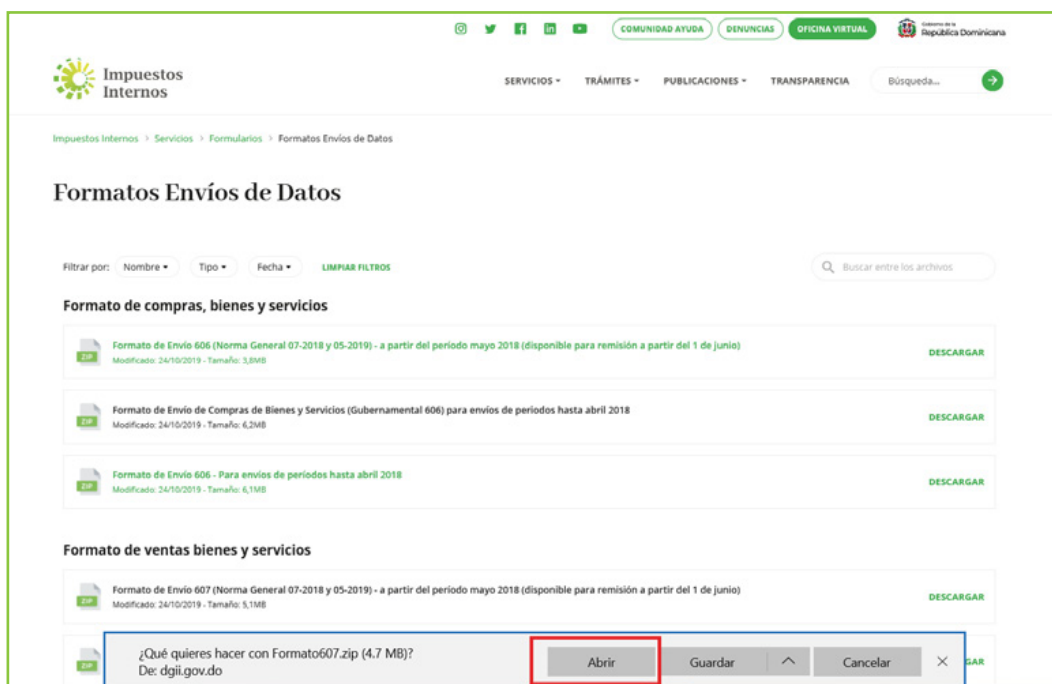 COMUNIDAD AYUDA DENUNCIAS OFICINA VIRTUAL
Gobierno de la
República Dominicana
Impuestos
Internos
SERVICIOS TRÁMITES PUBLICACIONES TRANSPARENCIA Búsqueda...
Impuestos Internos > Servicios > Formularios > Formatos Envíos de Datos
Formatos Envíos de Datos
Filtrar por: Nombre Tipo Fecha LIMPIAR FILTROS Buscar entre los archivos
Formato de compras, bienes y servicios
ZIP Formato de Envío 606 (Norma General 07-2018 y 05-2019) - a partir del período mayo 2018 (disponible para remisión a partir del 1 de junio)
Modificado: 24/10/2019 - Tamaño: 3,8MB
DESCARGAR
ZIP Formato de Envío de Compras de Bienes y Servicios (Gubernamental 606) para envíos de periodos hasta abril 2018
Modificado: 24/10/2019 - Tamaño: 6,2MB
DESCARGAR
ZIP Formato de Envío 606 - Para envíos de períodos hasta abril 2018
Modificado: 24/10/2019 - Tamaño: 6,1MB
DESCARGAR
Formato de ventas bienes y servicios
ZIP Formato de Envío 607 (Norma General 07-2018 y 05-2019) - a partir del período mayo 2018 (disponible para remisión a partir del 1 de junio)
Modificado: 24/10/2019 - Tamaño: 5,1MB
DESCARGAR
ZIP
¿Qué quieres hacer con Formato607.zip (4.7 MB)?
De: dgii.gov.do
Abrir Guardar Cancelar
GAR